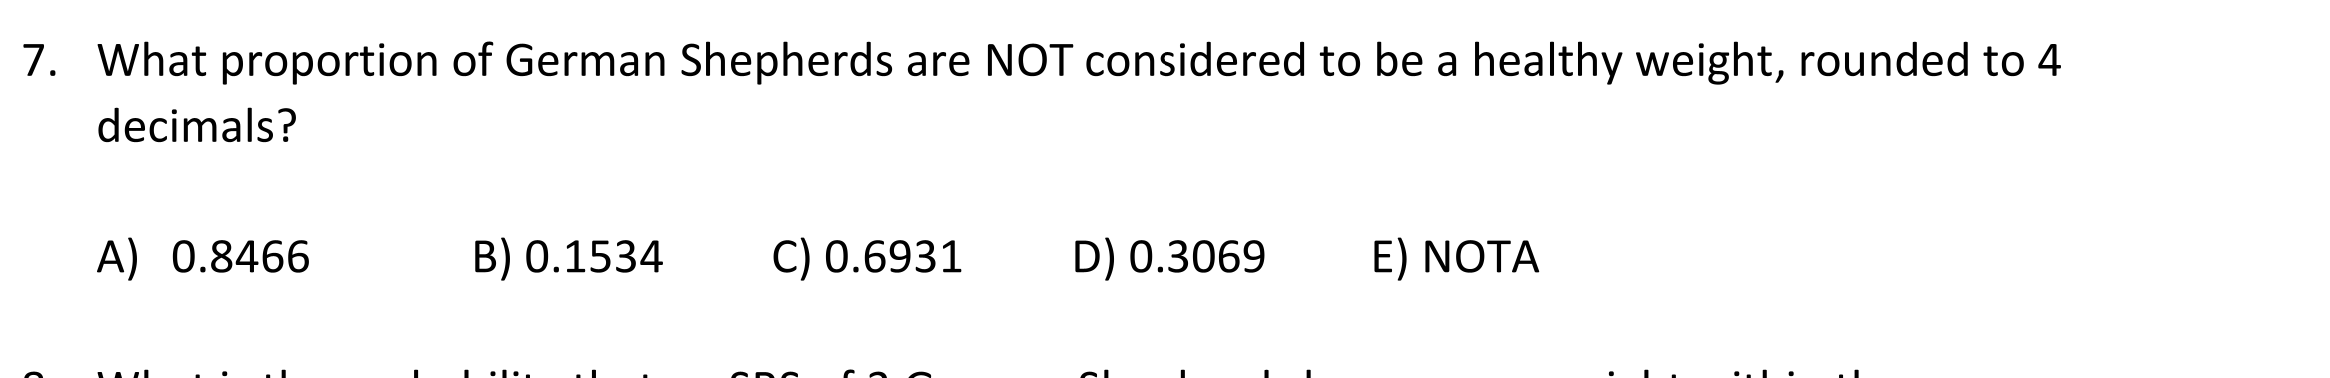 7. What proportion of German Shepherds are NOT considered to be a healthy weight, rounded to 4
decimals?
A) 0.8466 B) 0.1534 C) 0.6931 D) 0.3069 E) NOTA